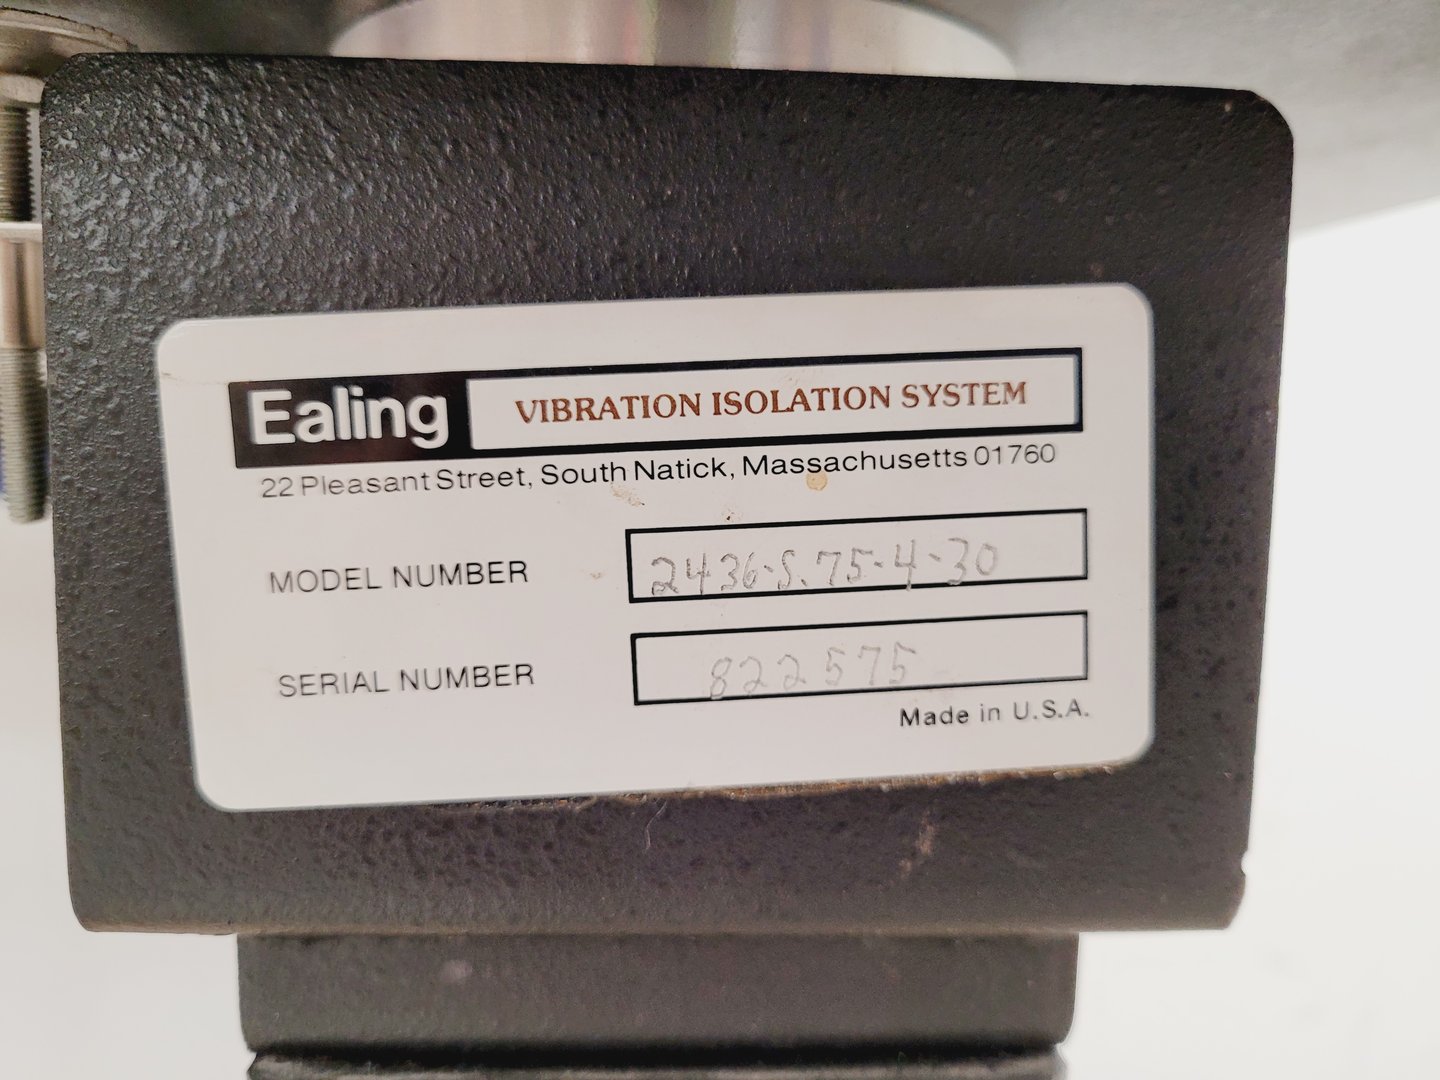 Ealing VIBRATION ISOLATION SYSTEM
22 Pleasant Street, South Natick, Massachusetts 01760
MODEL NUMBER 2436-S.75-4-30
SERIAL NUMBER 822575
Made in U.S.A.